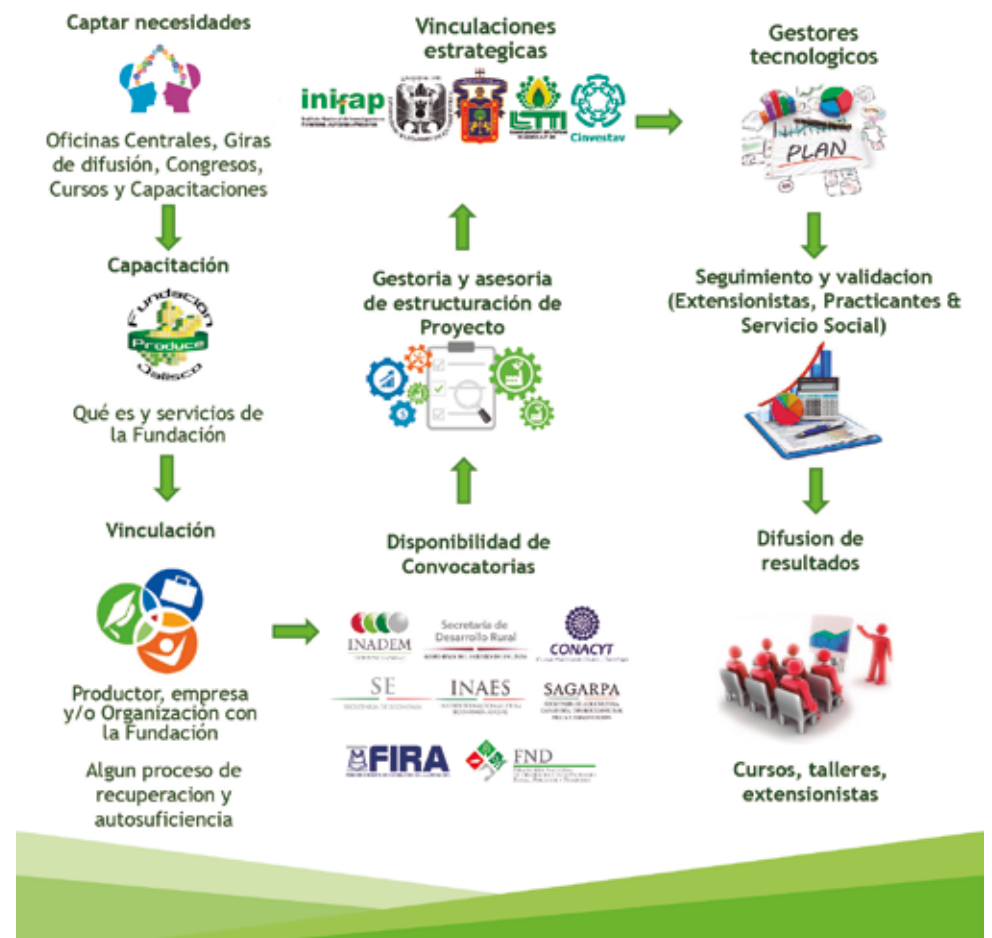 Captar necesidades
Oficinas Centrales, Giras
de difusión, Congresos,
Cursos y Capacitaciones
Capacitación
Fundación
Produce
Jalisco
Qué es y servicios de
la Fundación
Vinculación
Productor, empresa
y/o Organización con
la Fundación
Algun proceso de
recuperacion y
autosuficiencia
Vinculaciones
estrategicas
inifap
Cinvestav
Gestoria y asesoria
de estructuración de
Proyecto
Disponibilidad de
Convocatorias
INADEM
Secretaría de
Desarrollo Rural
CONACYT
SE
SECRETARÍA DE ECONOMÍA
INAES
SAGARPA
FIRA
FND
Gestores
tecnologicos
PLAN
Seguimiento y validacion
(Extensionistas, Practicantes &
Servicio Social)
Difusion de
resultados
Cursos, talleres,
extensionistas